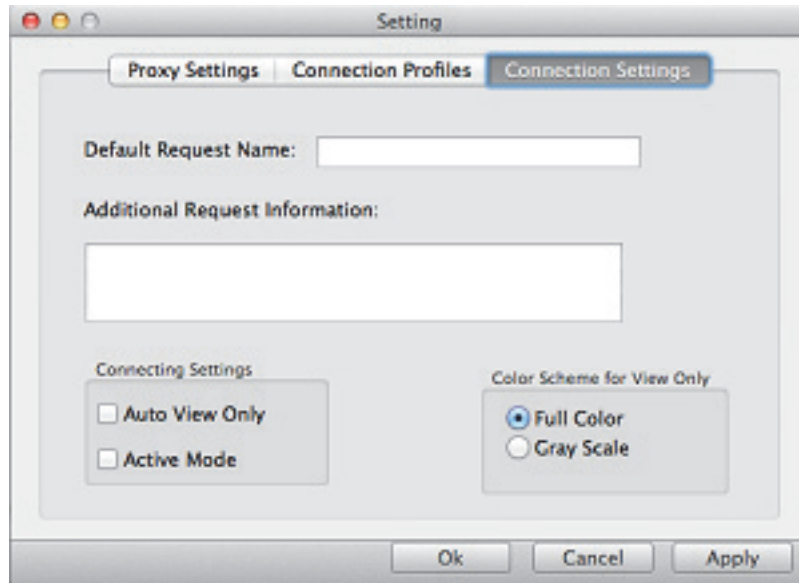 Setting
Proxy Settings Connection Profiles Connection Settings
Default Request Name:
Additional Request Information:
Connecting Settings
Auto View Only
Active Mode
Color Scheme for View Only
Full Color
Gray Scale
Ok Cancel Apply